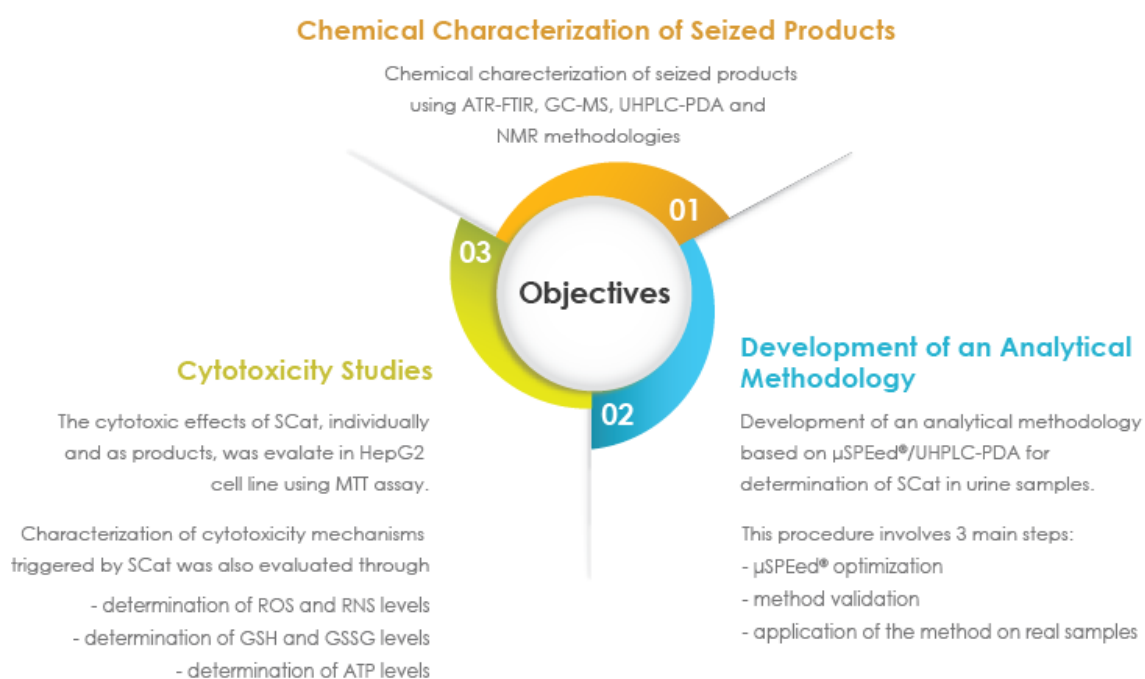 Chemical Characterization of Seized Products
Chemical charecterization of seized products
using ATR-FTIR, GC-MS, UHPLC-PDA and
NMR methodologies
01
03
Objectives
02
Development of an Analytical
Methodology
Development of an analytical methodology
based on µSPEed®/UHPLC-PDA for
determination of SCat in urine samples.
This procedure involves 3 main steps:
- µSPEed® optimization
- method validation
- application of the method on real samples
Cytotoxicity Studies
The cytotoxic effects of SCat, individually
and as products, was evalate in HepG2
cell line using MTT assay.
Characterization of cytotoxicity mechanisms
triggered by SCat was also evaluated through
- determination of ROS and RNS levels
- determination of GSH and GSSG levels
- determination of ATP levels